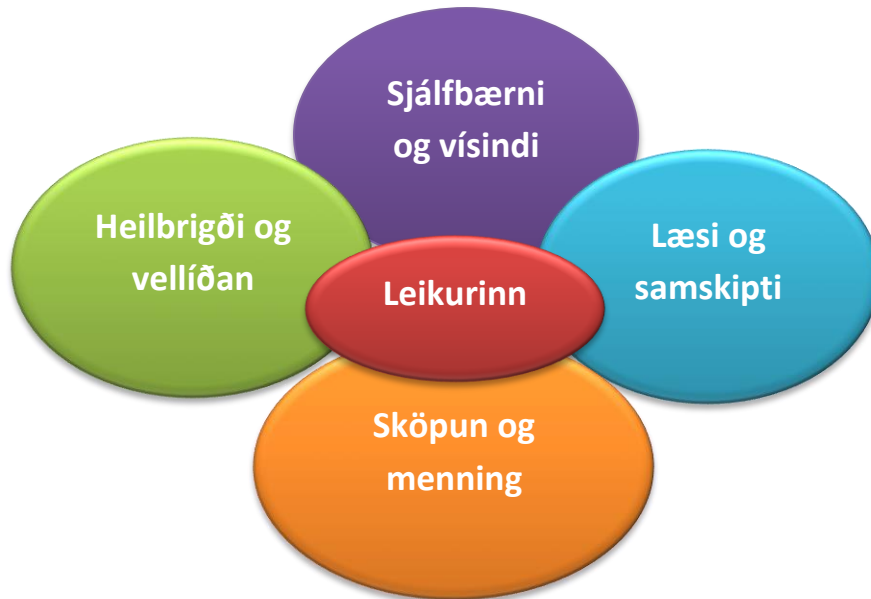 Sjálfbærni
og vísindi
Heilbrigði og
vellíðan
Læsi og
samskipti
Leikurinn
Sköpun og
menning